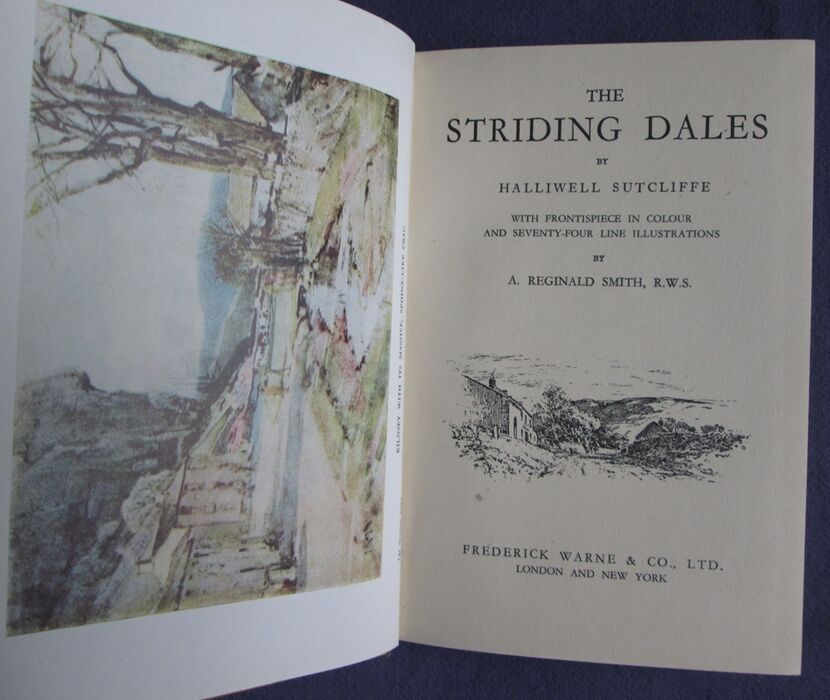 KILNSEY WITH ITS MASSIVE, SPHINX-LIKE CRAG
THE
STRIDING DALES
BY
HALLIWELL SUTCLIFFE
WITH FRONTISPIECE IN COLOUR
AND SEVENTY-FOUR LINE ILLUSTRATIONS
BY
A. REGINALD SMITH, R.W.S.
FREDERICK WARNE & CO., LTD.
LONDON AND NEW YORK